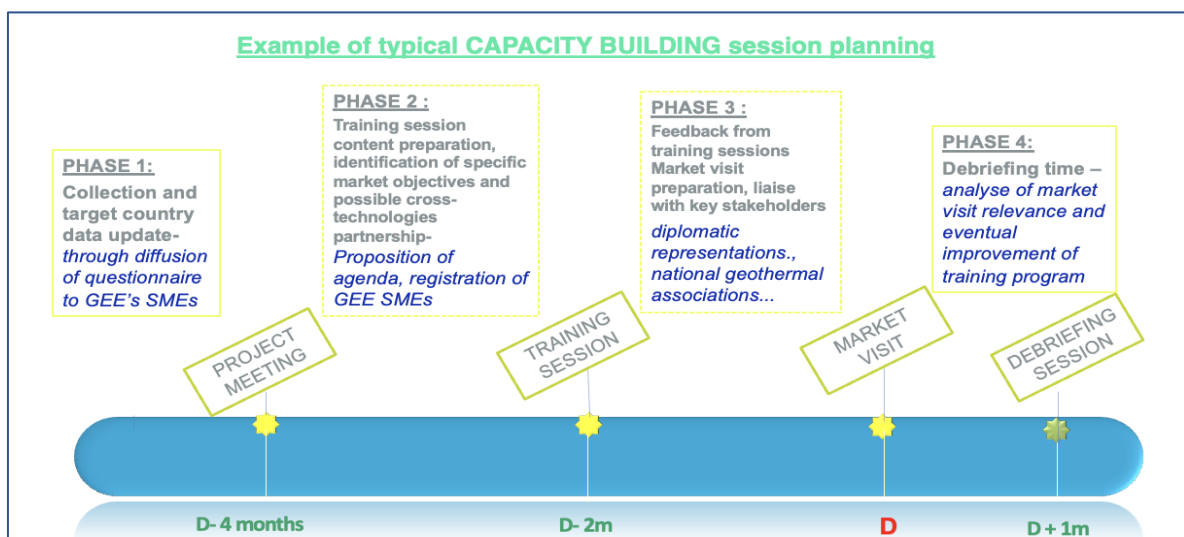 Example of typical CAPACITY BUILDING session planning
PHASE 1:
Collection and
target country
data update-
through diffusion
of questionnaire
to GEE's SMEs
PHASE 2 :
Training session
content preparation,
identification of specific
market objectives and
possible cross-
technologies
partnership-
Proposition of
agenda, registration of
GEE SMEs
PHASE 3 :
Feedback from
training sessions
Market visit
preparation, liaise
with key stakeholders
diplomatic
representations.,
national geothermal
associations...
PHASE 4:
Debriefing time –
analyse of market
visit relevance and
eventual
improvement of
training program
PROJECT
MEETING
TRAINING
SESSION
MARKET
VISIT
DEBRIEFING
SESSION
D- 4 months
D- 2m
D
D + 1m